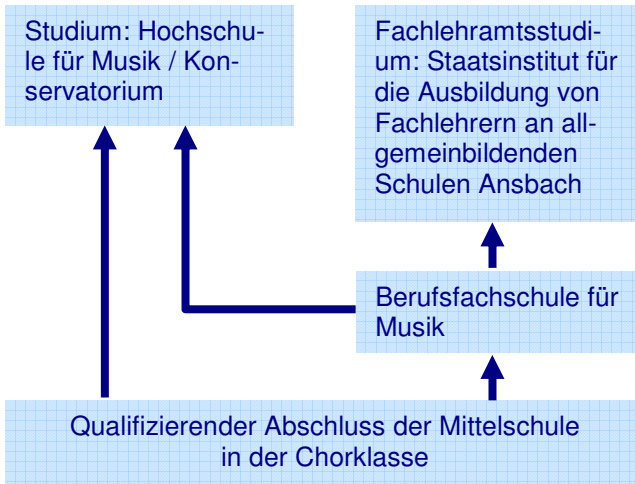 Studium: Hochschu-
le für Musik / Kon-
servatorium
Fachlehramtsstudi-
um: Staatsinstitut für
die Ausbildung von
Fachlehrern an all-
gemeinbildenden
Schulen Ansbach
Berufsfachschule für
Musik
Qualifizierender Abschluss der Mittelschule
in der Chorklasse